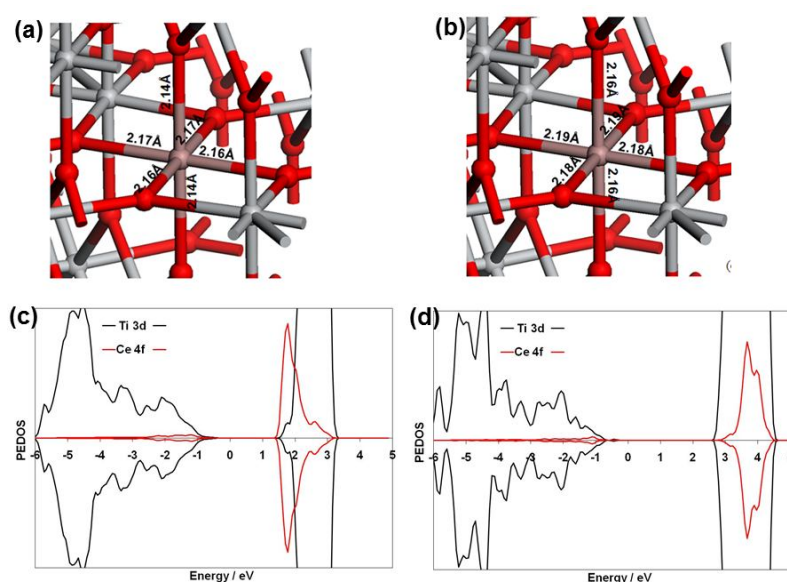 (a)
2.14Å
2.17Å
2.17Å
2.16Å
2.16Å
2.14Å
(b)
2.16Å
2.19Å
2.19Å
2.18Å
2.18Å
2.16Å
(c)
Ti 3d
Ce 4f
PEDOS
-6 -5 -4 -3 -2 -1 0 1 2 3 4 5
Energy / eV
(d)
Ti 3d
Ce 4f
PEDOS
-6 -5 -4 -3 -2 -1 0 1 2 3 4
Energy / eV